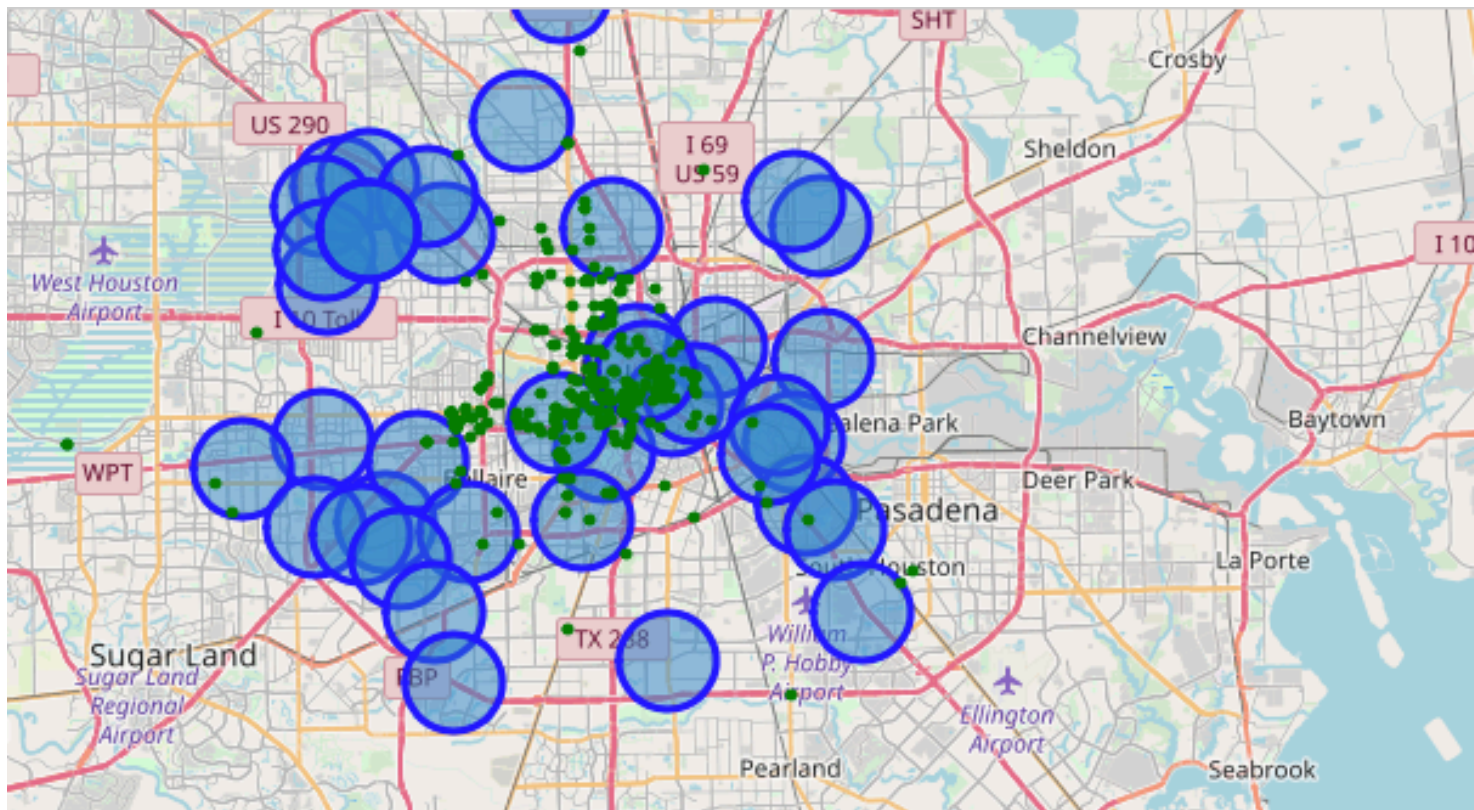 SHT
Crosby
US 290
I 69
US 59
Sheldon
I 10
West Houston
Airport
I 10 Toll
Channelview
Galena Park
Baytown
WPT
Bellaire
Deer Park
Pasadena
South Houston
La Porte
TX 288
William
P. Hobby
Airport
Sugar Land
Sugar Land
Regional
Airport
FBP
Ellington
Airport
Pearland
Seabrook